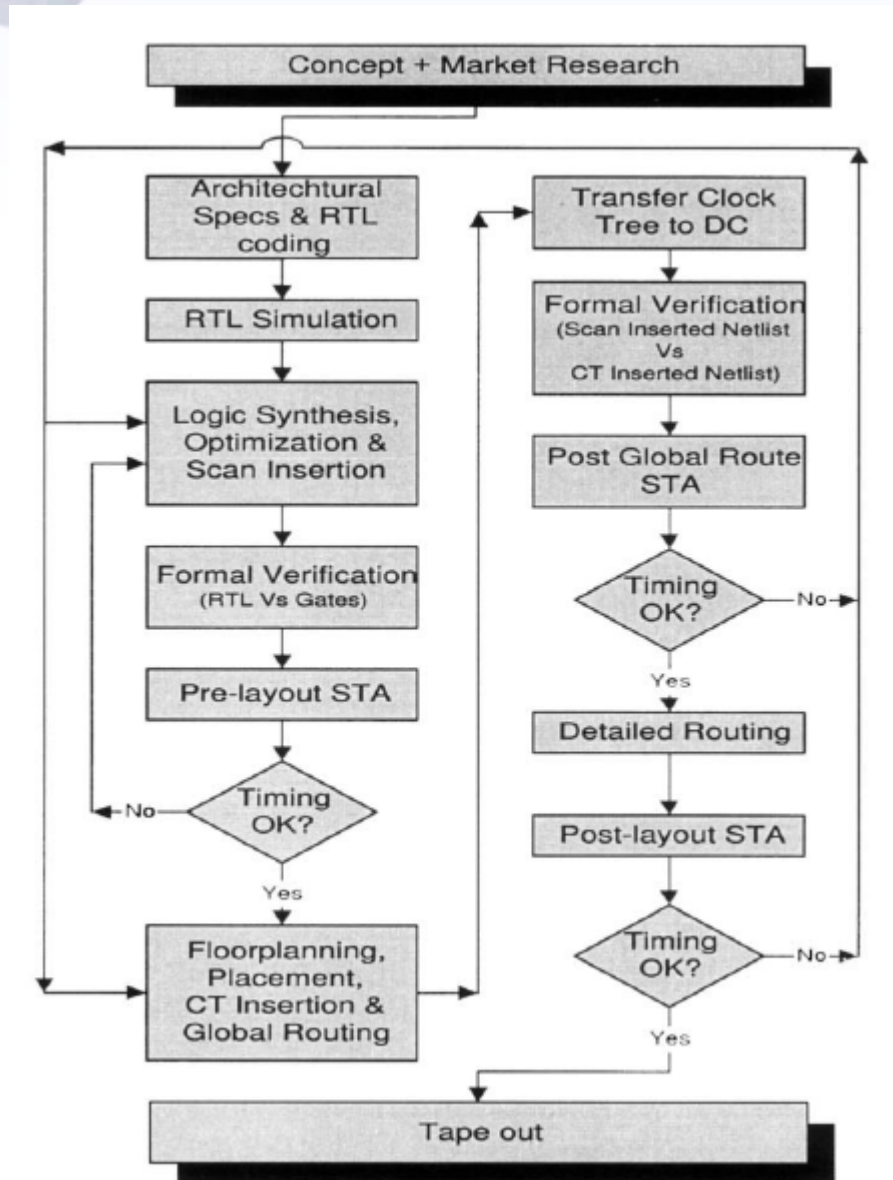 Concept + Market Research
Architechtural
Specs & RTL
coding
RTL Simulation
Logic Synthesis,
Optimization &
Scan Insertion
Formal Verification
(RTL Vs Gates)
Pre-layout STA
Timing
OK?
No
Yes
Floorplanning,
Placement,
CT Insertion &
Global Routing
Transfer Clock
Tree to DC
Formal Verification
(Scan Inserted Netlist
Vs
CT Inserted Netlist)
Post Global Route
STA
Timing
OK?
No
Yes
Detailed Routing
Post-layout STA
Timing
OK?
No
Yes
Tape out